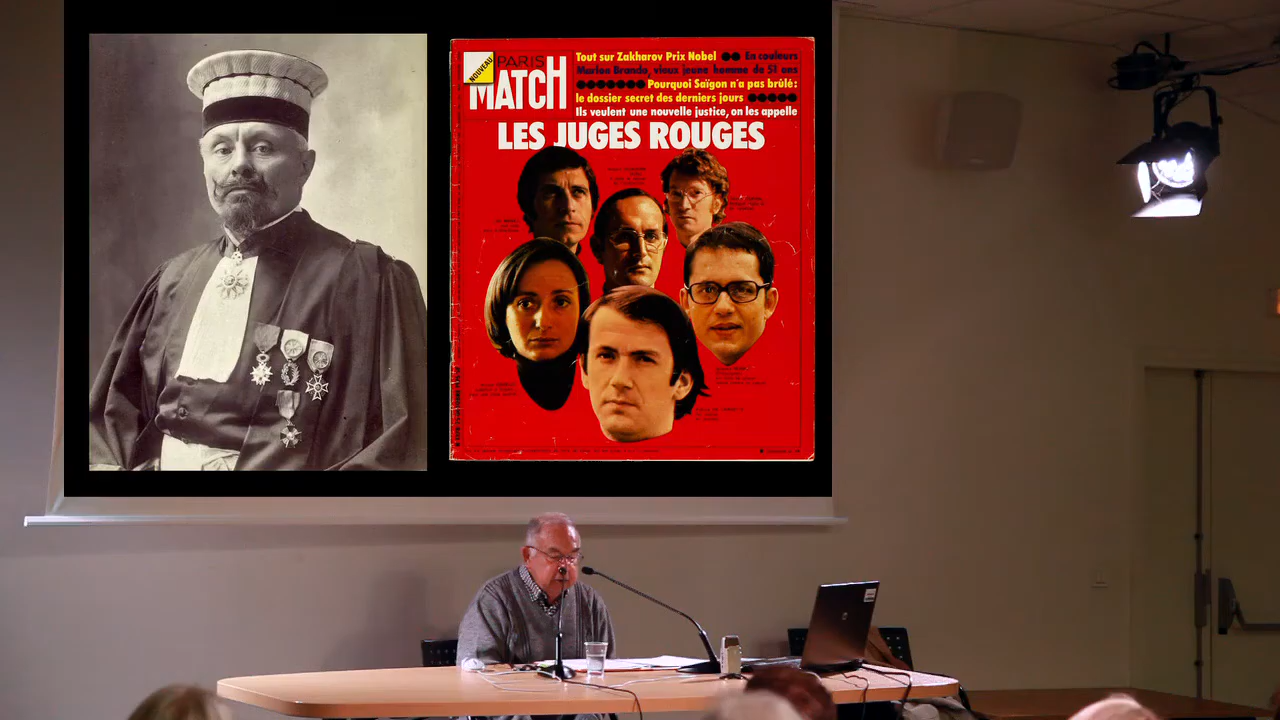 NOUVEAU
PARIS
MATCH
Tout sur Zakharov Prix Nobel ●● En couleurs
Marlon Brando, vieux jeune homme de 51 ans
Pourquoi Saïgon n'a pas brûlé:
le dossier secret des derniers jours
Ils veulent une nouvelle justice, on les appelle
LES JUGES ROUGES